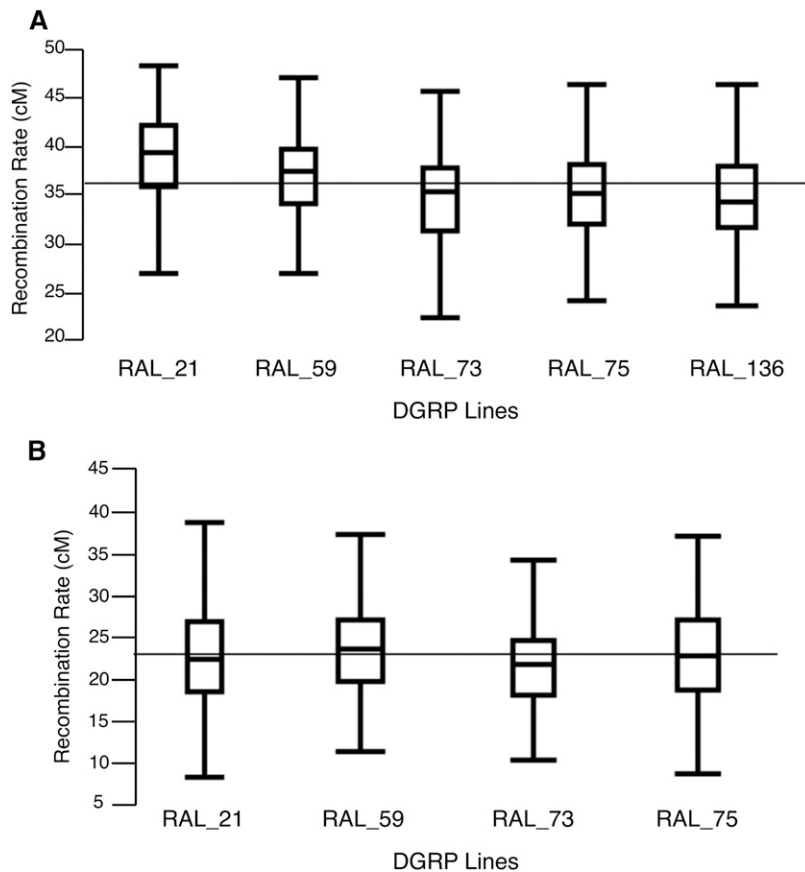 A
Recombination Rate (cM)
50
45
40
35
30
25
20
RAL_21 RAL_59 RAL_73 RAL_75 RAL_136
DGRP Lines
B
Recombination Rate (cM)
45
40
35
30
25
20
15
10
5
RAL_21 RAL_59 RAL_73 RAL_75
DGRP Lines